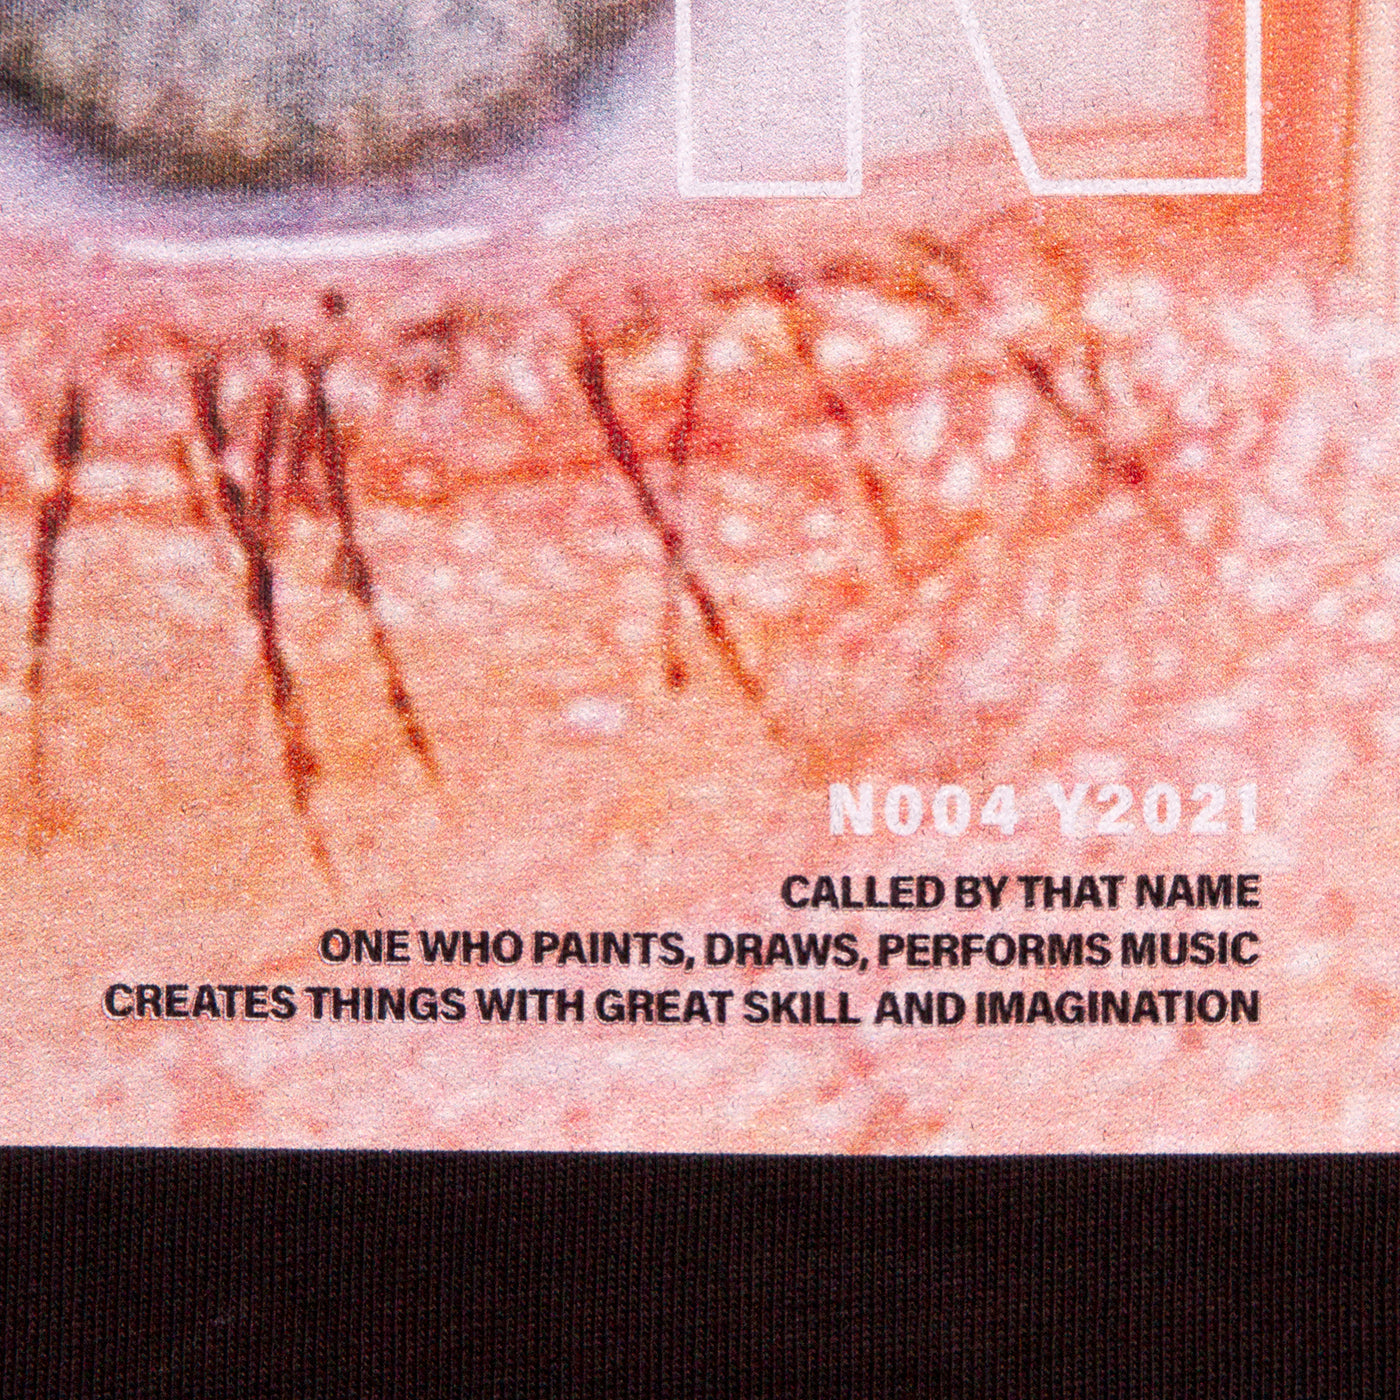 N004 Y2021
CALLED BY THAT NAME
ONE WHO PAINTS, DRAWS, PERFORMS MUSIC
CREATES THINGS WITH GREAT SKILL AND IMAGINATION